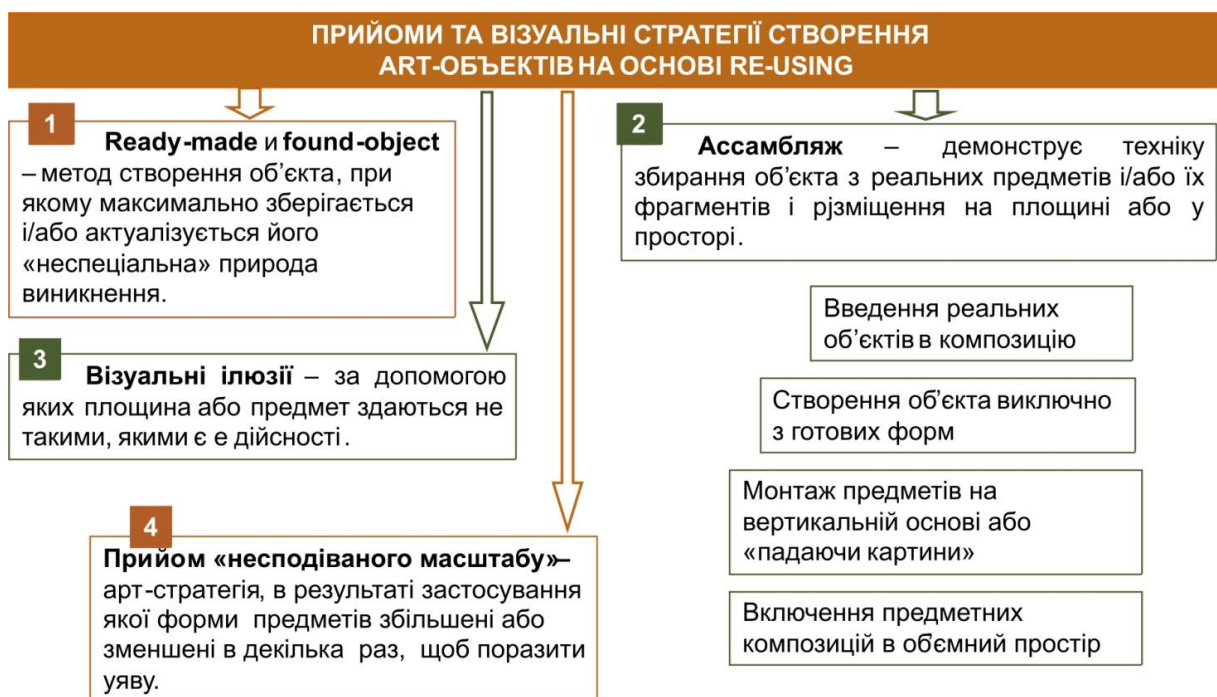 ПРИЙОМИ ТА ВІЗУАЛЬНІ СТРАТЕГІЇ СТВОРЕННЯ
ART-ОБЪЕКТІВ НА ОСНОВІ RE-USING
1
Ready-made и found-object
– метод створення об’єкта, при
якому максимально зберігається
і/або актуалізується його
«неспеціальна» природа
виникнення.
2
Ассамбляж – демонструє техніку
збирання об’єкта з реальних предметів і/або їх
фрагментів і рјзміщення на площині або у
просторі.
Введення реальних
об’єктів в композицію
Створення об’єкта виключно
з готових форм
Монтаж предметів на
вертикальній основі або
«падаючи картини»
Включення предметних
композицій в об'ємний простір
3
Візуальні ілюзії – за допомогою
яких площина або предмет здаються не
такими, якими є е дійсності.
4
Прийом «несподіваного масштабу»–
арт-стратегія, в результаті застосування
якої форми предметів збільшені або
зменшені в декілька раз, щоб поразити
уяву.